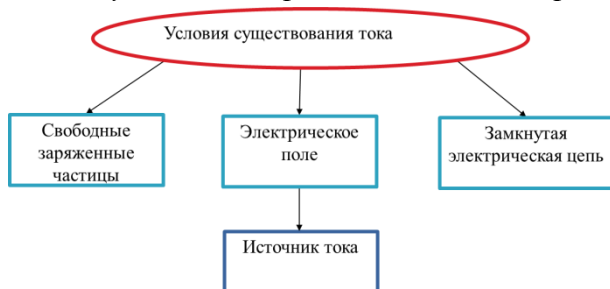 Условия существования тока
Свободные
заряженные
частицы
Электрическое
поле
Замкнутая
электрическая цепь
Источник тока